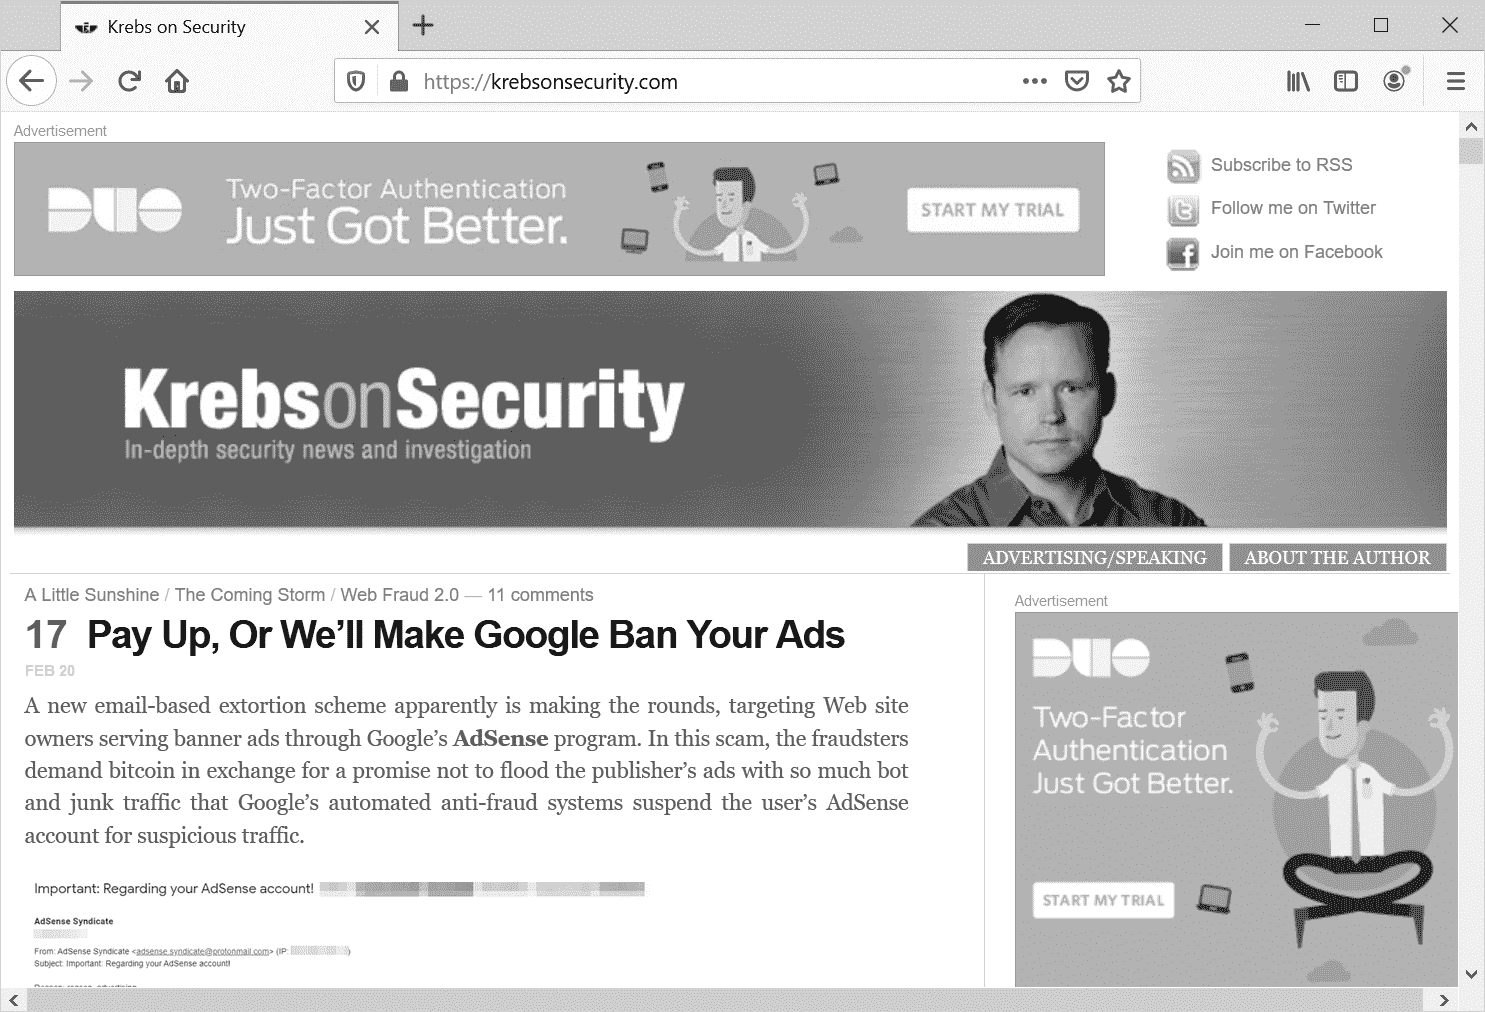 Krebs on Security
https://krebsonsecurity.com
Advertisement
DUO
Two-Factor Authentication
Just Got Better.
START MY TRIAL
Subscribe to RSS
Follow me on Twitter
Join me on Facebook
KrebsonSecurity
In-depth security news and investigation
ADVERTISING/SPEAKING
ABOUT THE AUTHOR
A Little Sunshine / The Coming Storm / Web Fraud 2.0 — 11 comments
17 Pay Up, Or We’ll Make Google Ban Your Ads
FEB 20
A new email-based extortion scheme apparently is making the rounds, targeting Web site
owners serving banner ads through Google’s AdSense program. In this scam, the fraudsters
demand bitcoin in exchange for a promise not to flood the publisher’s ads with so much bot
and junk traffic that Google’s automated anti-fraud systems suspend the user’s AdSense
account for suspicious traffic.
Important: Regarding your AdSense account!
AdSense Syndicate
From: AdSense Syndicate <adsense.syndicate@protonmail.com> (IP: )
Subject: Important: Regarding your AdSense account!
Advertisement
DUO
Two-Factor
Authentication
Just Got Better.
START MY TRIAL